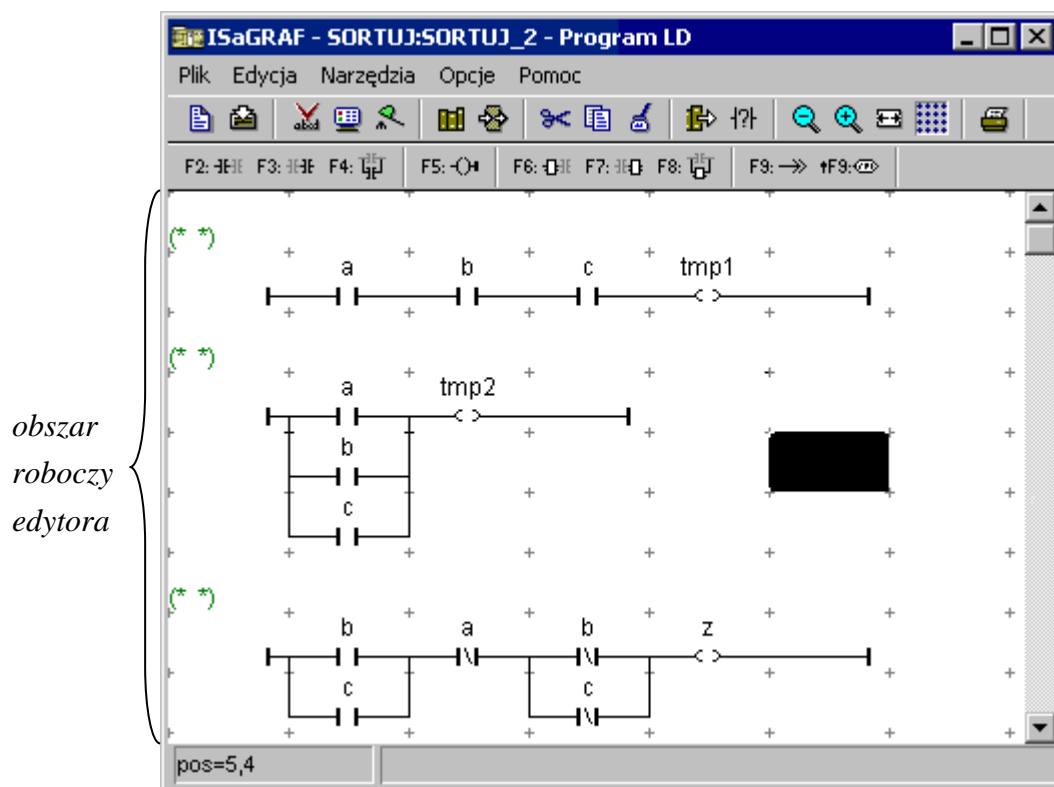 ISaGRAF - SORTUJ:SORTUJ_2 - Program LD
Plik Edycja Narzędzia Opcje Pomoc
F2: F3: F4: F5: F6: F7: F8: F9: F9:
(* *)
a b c tmp1
(* *)
a tmp2
b
c
(* *)
b a b z
c c
pos=5,4
obszar
roboczy
edytora